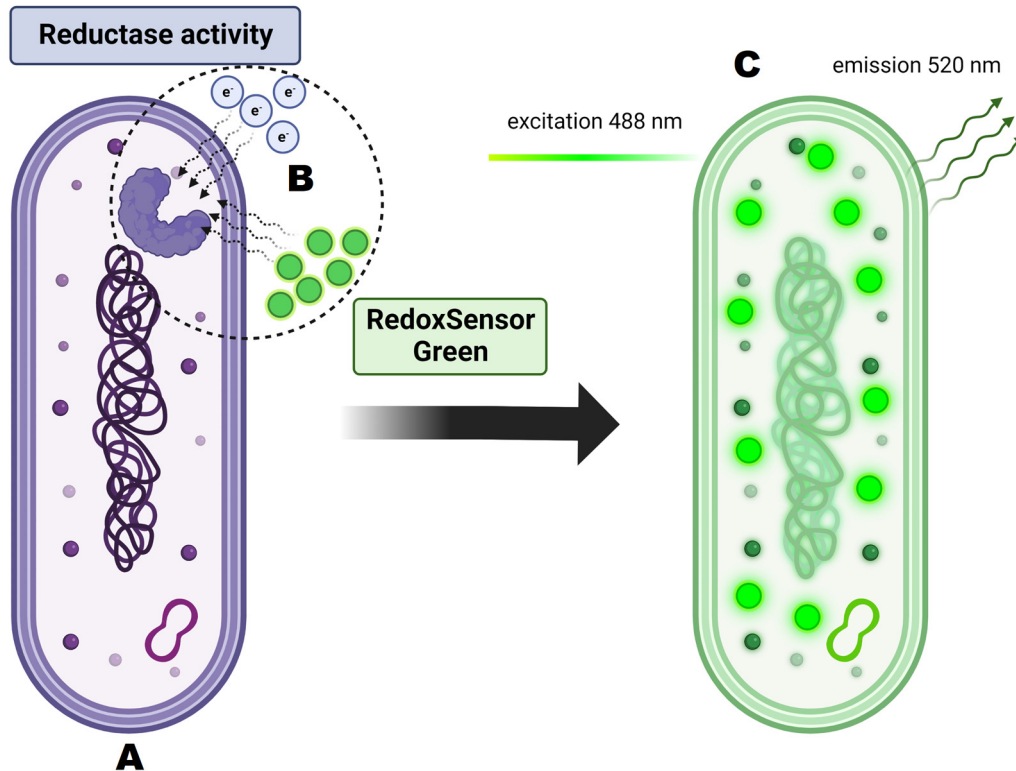 Reductase activity
e-
e-
e-
e-
B
RedoxSensor
Green
A
excitation 488 nm
C
emission 520 nm